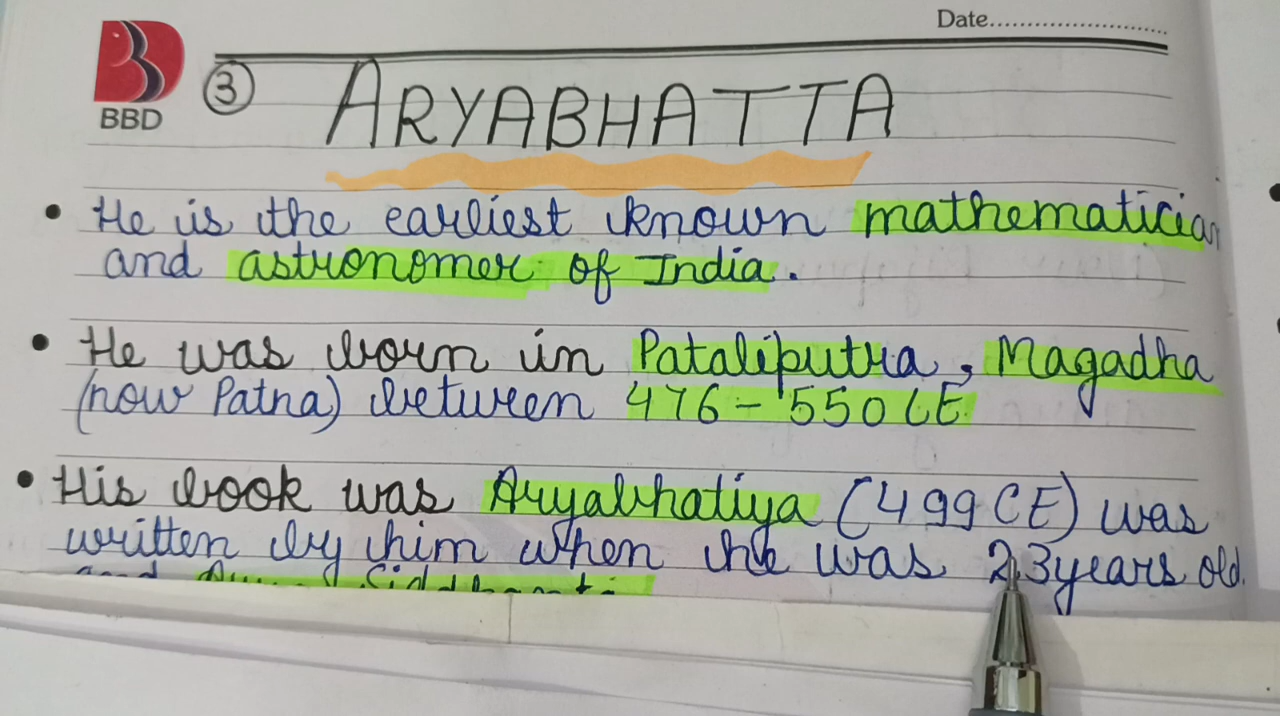 Date..............................
BBD
③ ARYABHATTA
• He is the earliest known mathematician
and astronomer of India.
• He was born in Pataliputra, Magadha
(now Patna) between 476-550 CE
• His book was Aryabhatiya (499 CE) was
written by him when he was 23 years old.
and Siddhanta